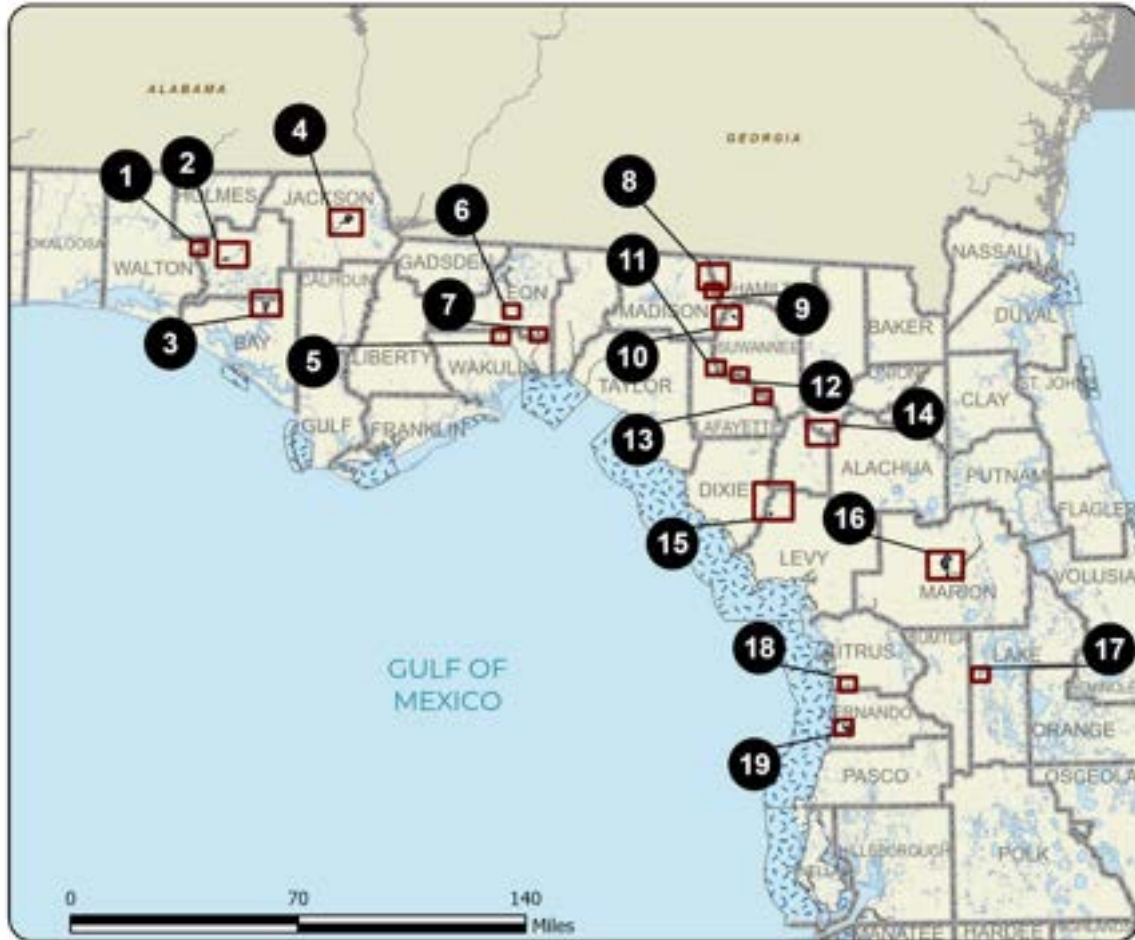 ALABAMA
GEORGIA
4
2
1
HOLMES
JACKSON
8
6
NASSAU
OKALOOSA
WALTON
GADSDEN
11
CALHOUN
EON
HAMIL
7
MADISON
9
DUVAL
BAKER
3
BAY
5
LIBERTY
WAKULLA
10
SUWANNEE
TAYLOR
12
UNION
ST. JOHNS
CLAY
14
GULF
FRANKLIN
13
LAFAYETTE
ALACHUA
PUTNAM
DIXIE
16
FLAGLER
15
LEVY
VOLUSIA
MARION
18
CITRUS
SUMTER
LAKE
17
GULF OF
MEXICO
SEMINOLE
HERNANDO
ORANGE
19
PASCO
OSCEOLA
HILLSBOROUGH
POLK
0 70 140
Miles
MANATEE
HARDEE